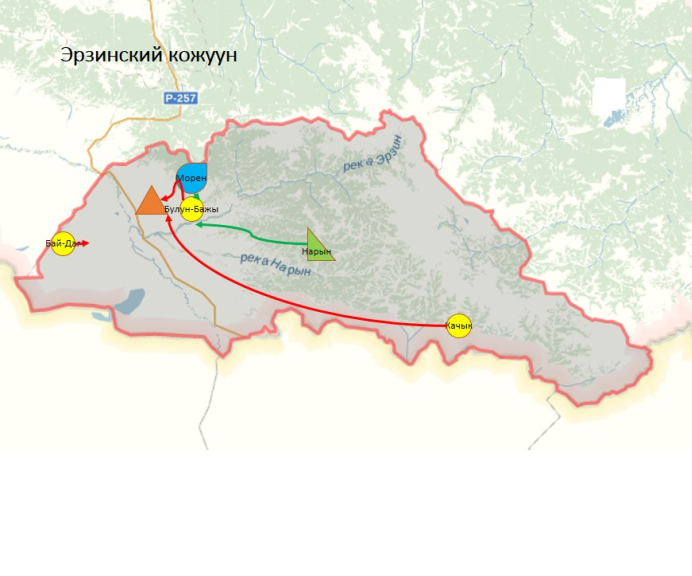 Эрзинский кожуун
Р-257
река Эрзин
Морен
Булун-Бажы
Бай-Даг
Нарын
река Нарын
Качык